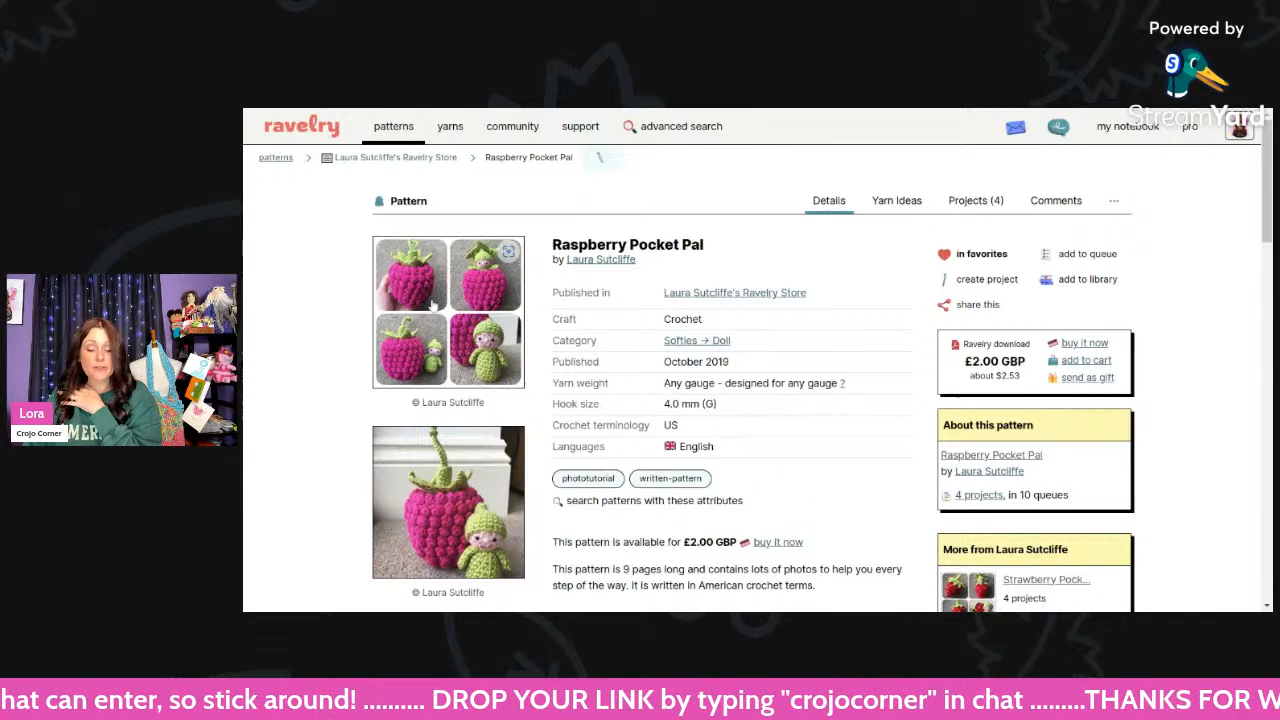 Powered by
S
StreamYard
ravelry
patterns yarns community support advanced search my notebook pro
patterns Laura Sutcliffe's Ravelry Store Raspberry Pocket Pal
Pattern
Details Yarn Ideas Projects (4) Comments ...
Raspberry Pocket Pal
by Laura Sutcliffe
Published in Laura Sutcliffe's Ravelry Store
Craft Crochet
Category Softies → Doll
Published October 2019
Yarn weight Any gauge - designed for any gauge ?
Hook size 4.0 mm (G)
Crochet terminology US
Languages English
phototutorial written-pattern
search patterns with these attributes
This pattern is available for £2.00 GBP buy it now
This pattern is 9 pages long and contains lots of photos to help you every
step of the way. It is written in American crochet terms.
© Laura Sutcliffe
© Laura Sutcliffe
in favorites add to queue
create project add to library
share this
Ravelry download
£2.00 GBP
about $2.53
buy it now
add to cart
send as gift
About this pattern
Raspberry Pocket Pal
by Laura Sutcliffe
4 projects, in 10 queues
More from Laura Sutcliffe
Strawberry Pock...
4 projects
Lora
Crojo Corner
hat can enter, so stick around! .......... DROP YOUR LINK by typing "crojocorner" in chat .........THANKS FOR W